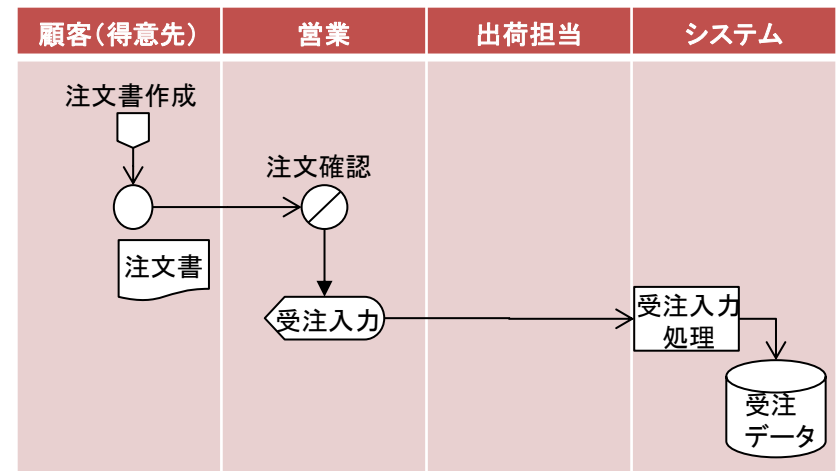 顧客(得意先)
営業
出荷担当
システム
注文書作成
注文確認
注文書
受注入力
受注入力
処理
受注
データ